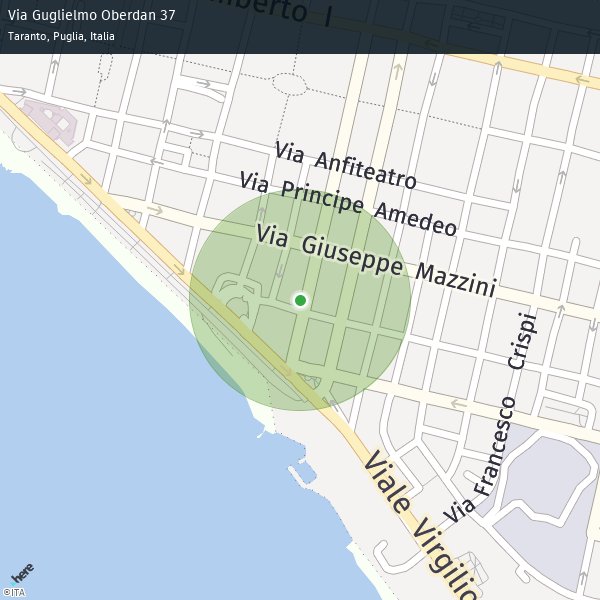 Via Guglielmo Oberdan 37
Taranto, Puglia, Italia
mberto I
Via Anfiteatro
Via Principe Amedeo
Via Giuseppe Mazzini
Via Francesco Crispi
Viale Virgilio
here
©ITA